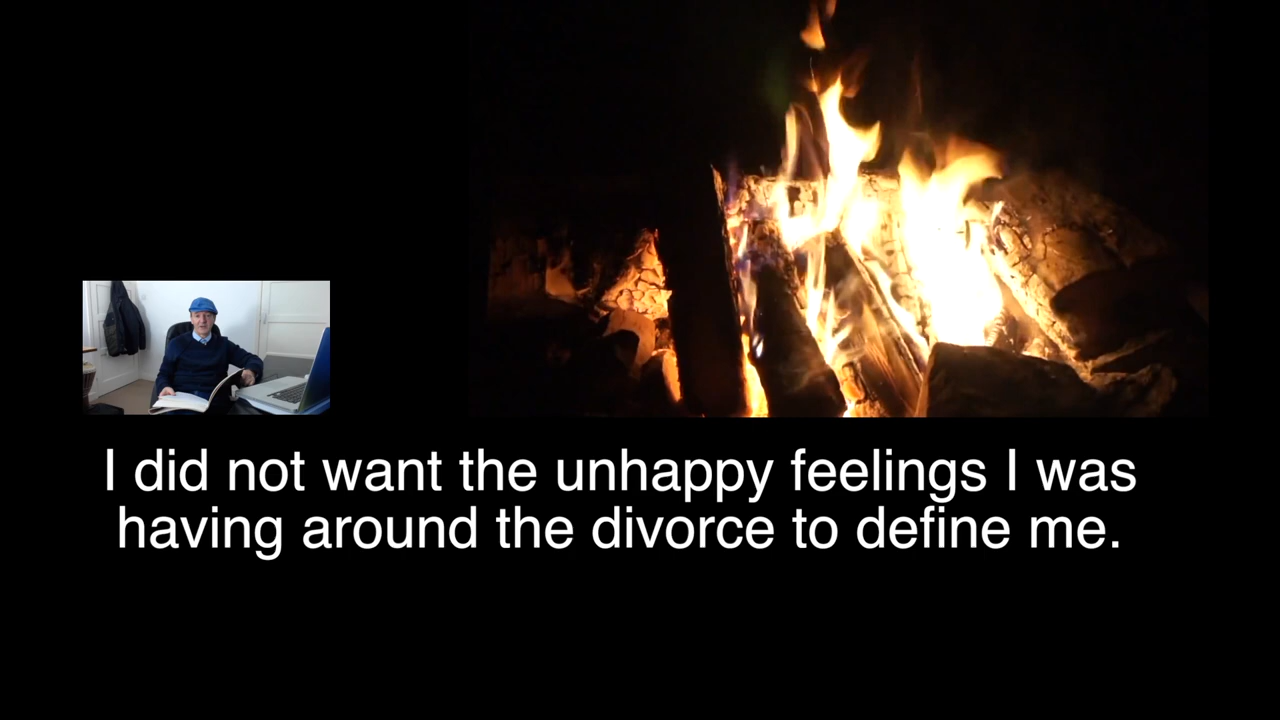 I did not want the unhappy feelings I was
having around the divorce to define me.